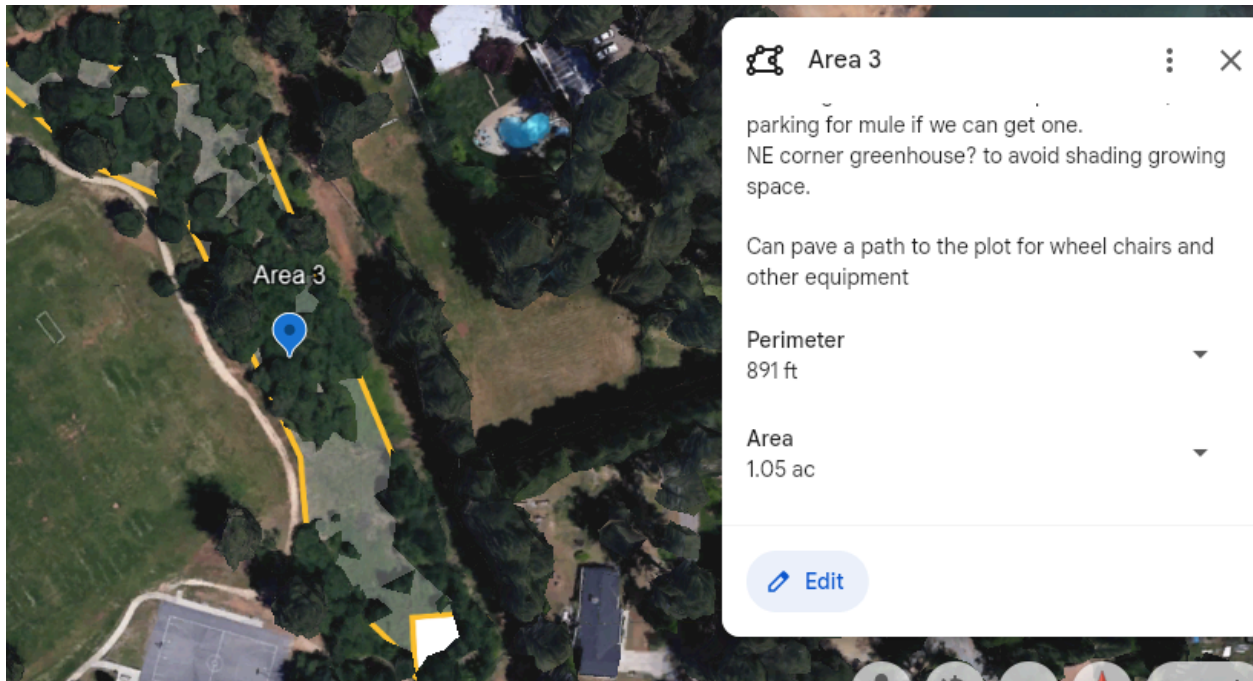 Area 3
Area 3
parking for mule if we can get one.
NE corner greenhouse? to avoid shading growing
space.
Can pave a path to the plot for wheel chairs and
other equipment
Perimeter
891 ft
Area
1.05 ac
Edit